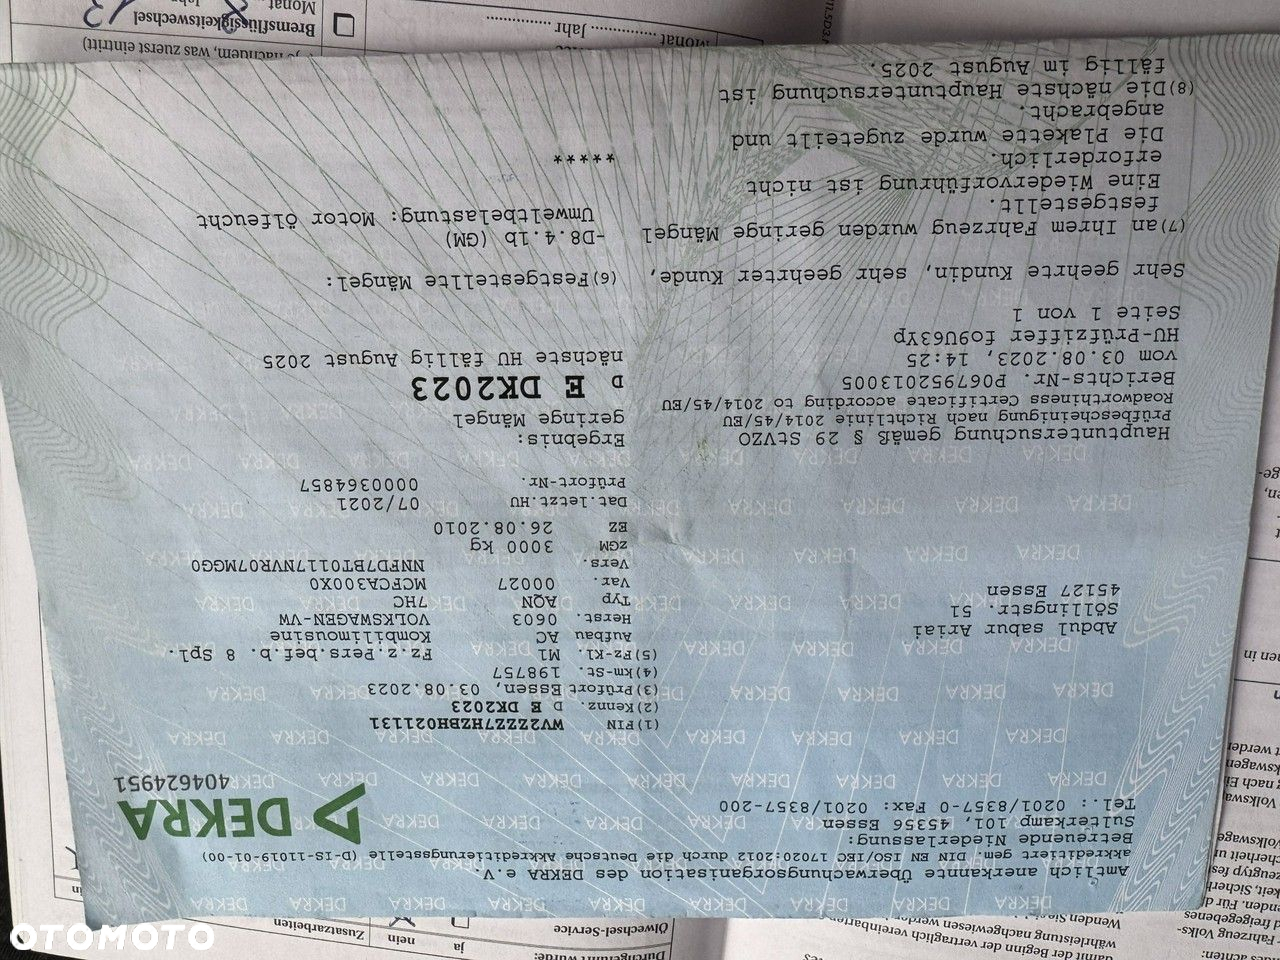 Amtlich anerkannte Überwachungsorganisation des DEKRA e.V.
akkreditiert gem. DIN EN ISO/IEC 17020:2012 durch die Deutsche Akkreditierungsstelle (D-IS-11019-01-00)
Betreuende Niederlassung:
Sulterkamp 101, 45356 Essen
Tel.: 0201/8357-0 Fax: 0201/8357-200
DEKRA
404624951
Abdul sabur Ariai
Söllingstr. 51
45127 Essen
(1)FIN WV2ZZZ7HZBH021131
(2)Kennz. D E DK2023
(3)Prüfort Essen, 03.08.2023
(4)km-St. 198757
(5)Fz-Kl. M1 Fz.z.Pers.bef.b. 8 Spl.
Aufbau AC Kombilimousine
Herst. 0603 VOLKSWAGEN-VW
Typ AQN 7HC
Var. 00027 MCFCA300X0
Vers. NNFD7BT0117NVR07MGG0
ZGM 3000 kg
EZ 26.08.2010
Dat.letzt.HU 07/2021
Prüfort-Nr. 0000364857
Ergebnis:
geringe Mängel
D E DK2023
nächste HU fällig August 2025
Hauptuntersuchung gemäß § 29 StVZO
Prüfbescheinigung nach Richtlinie 2014/45/EU
Roadworthiness Certificate according to 2014/45/EU
Berichts-Nr. P067952013005
vom 03.08.2023, 14:25
HU-Prüfziffer fo9U63Yp
Seite 1 von 1
Sehr geehrte Kundin, sehr geehrter Kunde,
(7)an Ihrem Fahrzeug wurden geringe Mängel
festgestellt.
Eine Wiedervorführung ist nicht
erforderlich.
Die Plakette wurde zugeteilt und
angebracht.
(8)Die nächste Hauptuntersuchung ist
fällig im August 2025.
(6)Festgestellte Mängel:
-D8.4.1b (GM)
Umweltbelastung: Motor ölfeucht
*****
Durchgeführt wurde:
ja nein
Ölwechsel-Service
Zusatzarbeiten
Bremsflüssigkeitswechsel
Monat
Jahr
nachdem, was zuerst eintritt)
OTOMOTO